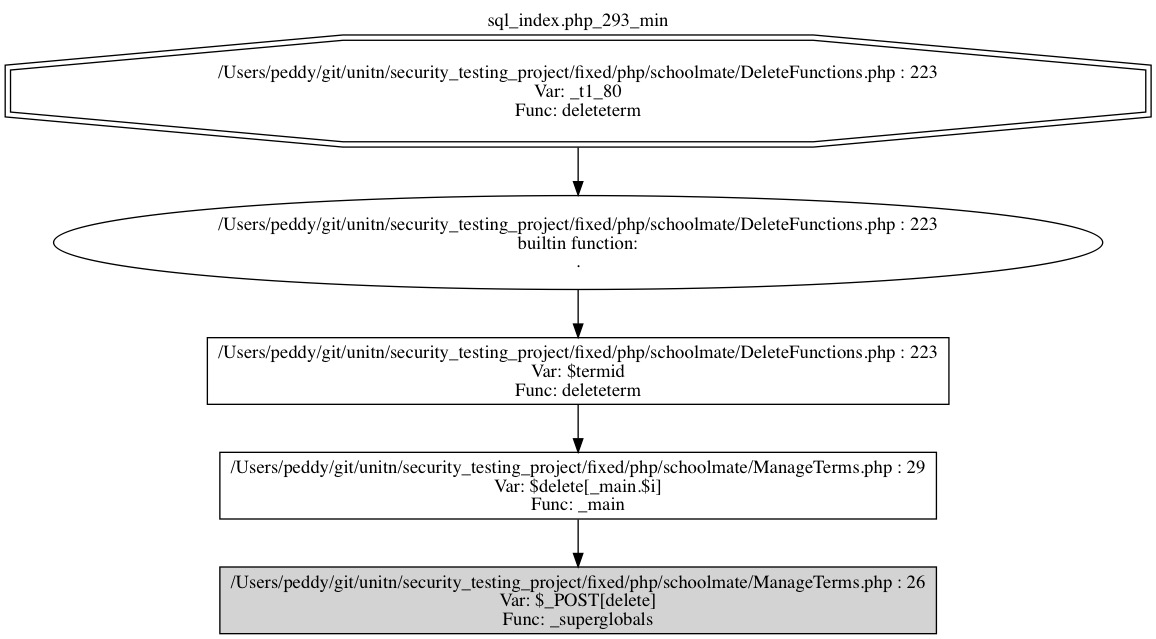 sql_index.php_293_min
/Users/peddy/git/unitn/security_testing_project/fixed/php/schoolmate/DeleteFunctions.php : 223
Var: _t1_80
Func: deleteterm
/Users/peddy/git/unitn/security_testing_project/fixed/php/schoolmate/DeleteFunctions.php : 223
builtin function:
.
/Users/peddy/git/unitn/security_testing_project/fixed/php/schoolmate/DeleteFunctions.php : 223
Var: $termid
Func: deleteterm
/Users/peddy/git/unitn/security_testing_project/fixed/php/schoolmate/ManageTerms.php : 29
Var: $delete[_main.$i]
Func: _main
/Users/peddy/git/unitn/security_testing_project/fixed/php/schoolmate/ManageTerms.php : 26
Var: $_POST[delete]
Func: _superglobals